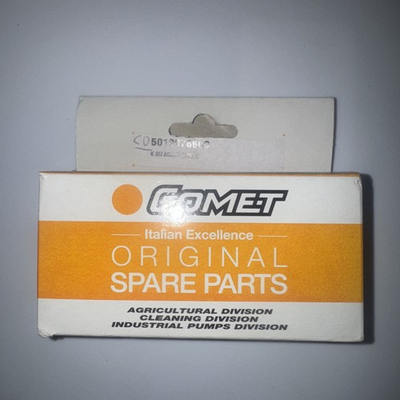 COMET
Italian Excellence
ORIGINAL
SPARE PARTS
AGRICULTURAL DIVISION
CLEANING DIVISION
INDUSTRIAL PUMPS DIVISION